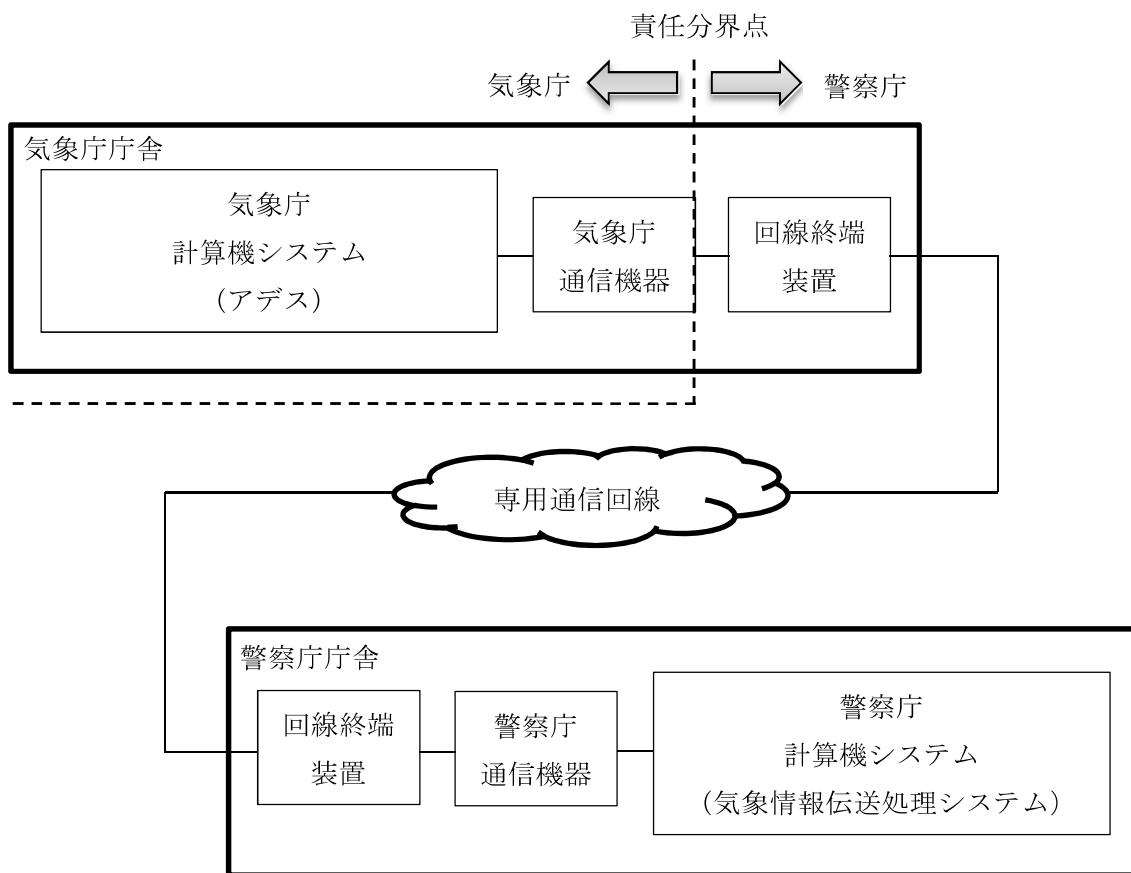 責任分界点
気象庁
警察庁
気象庁庁舎
気象庁
計算機システム
（アデス）
気象庁
通信機器
回線終端
装置
専用通信回線
警察庁庁舎
回線終端
装置
警察庁
通信機器
警察庁
計算機システム
（気象情報伝送処理システム）